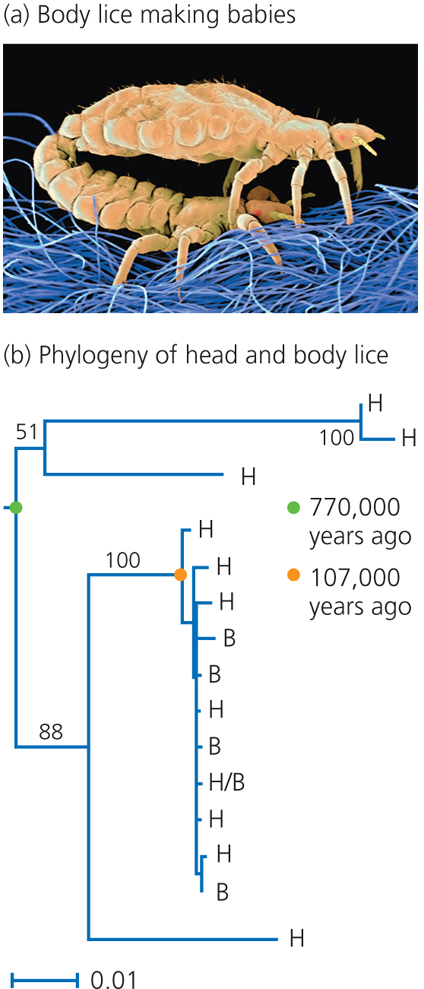 (a) Body lice making babies
(b) Phylogeny of head and body lice
H
51
100 H
H
770,000
years ago
H
107,000
years ago
100
H
H
B
B
H
88
B
H/B
H
H
B
H
0.01